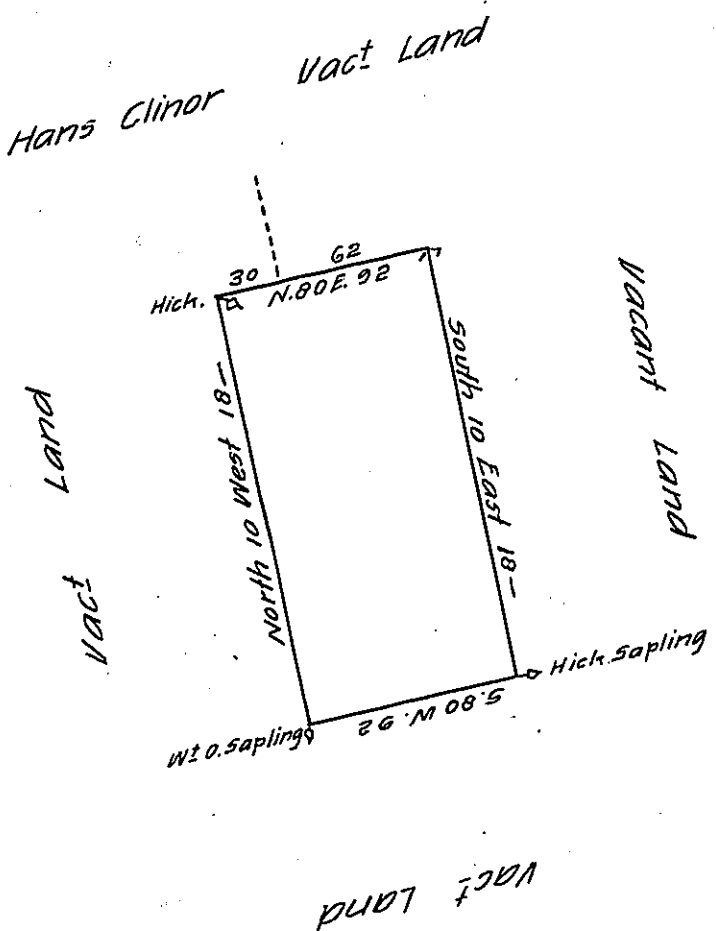 Hans Clinor Vact Land
30 62
Hick. N.80E. 92
South 10 East 18—
Vacant Land
Hick. Sapling
S. 80 W. 92
Wt O. Sapling
North 10 West 18—
Vact Land
Vact Land